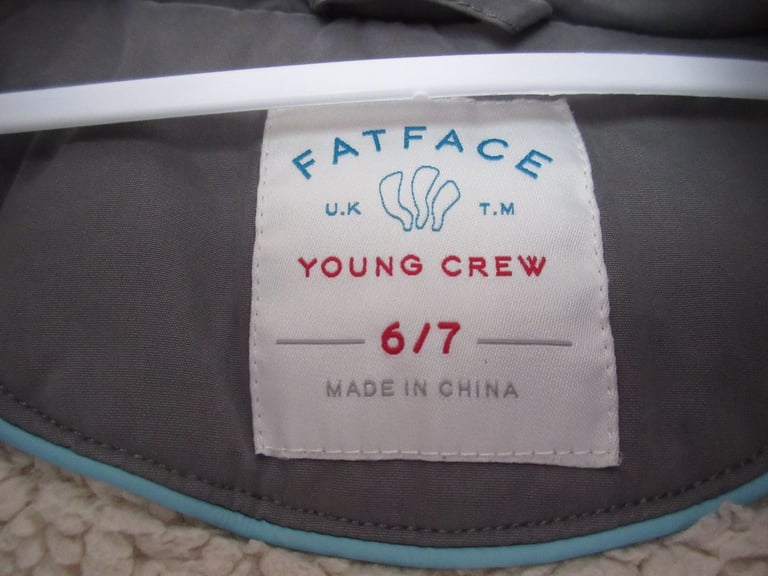 FATFACE
U.K T.M
YOUNG CREW
6/7
MADE IN CHINA